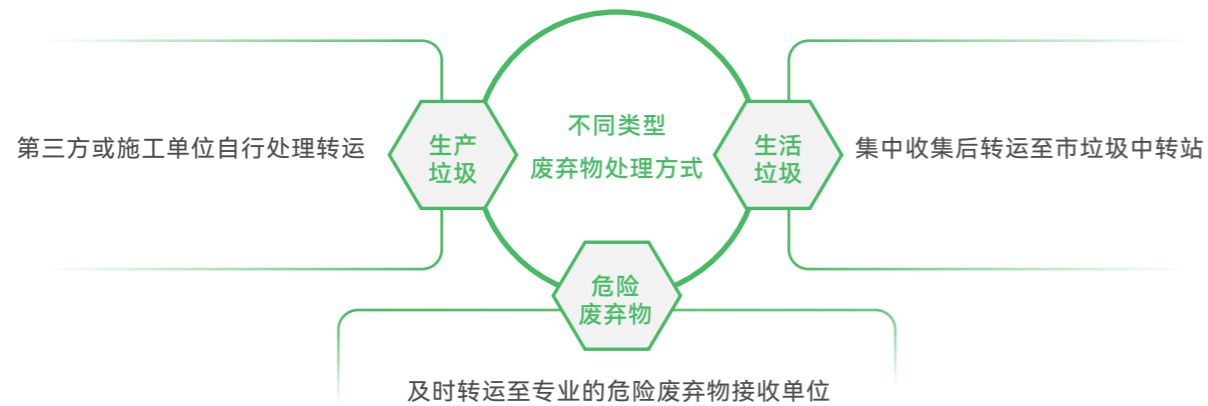 不同类型
废弃物处理方式
生产
垃圾
第三方或施工单位自行处理转运
生活
垃圾
集中收集后转运至市垃圾中转站
危险
废弃物
及时转运至专业的危险废弃物接收单位